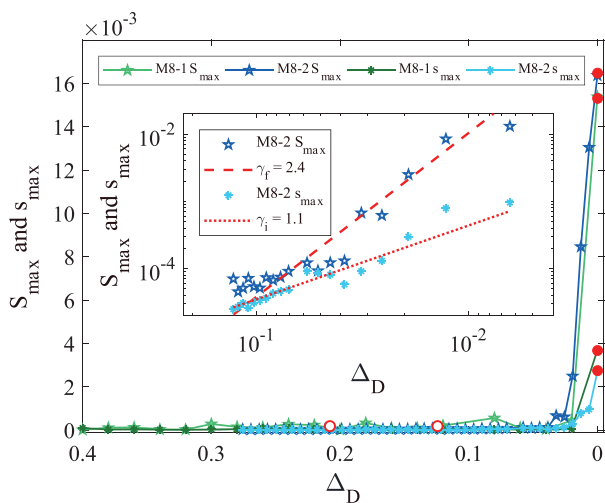 ×10⁻³
M8-1 S_max M8-2 S_max M8-1 s_max M8-2 s_max
S_max and s_max
16
14
12
10
8
6
4
2
0
M8-2 S_max
γ_f = 2.4
M8-2 s_max
γ_i = 1.1
S_max and s_max
10⁻²
10⁻⁴
10⁻¹ 10⁻²
Δ_D
0.4 0.3 0.2 0.1 0
Δ_D